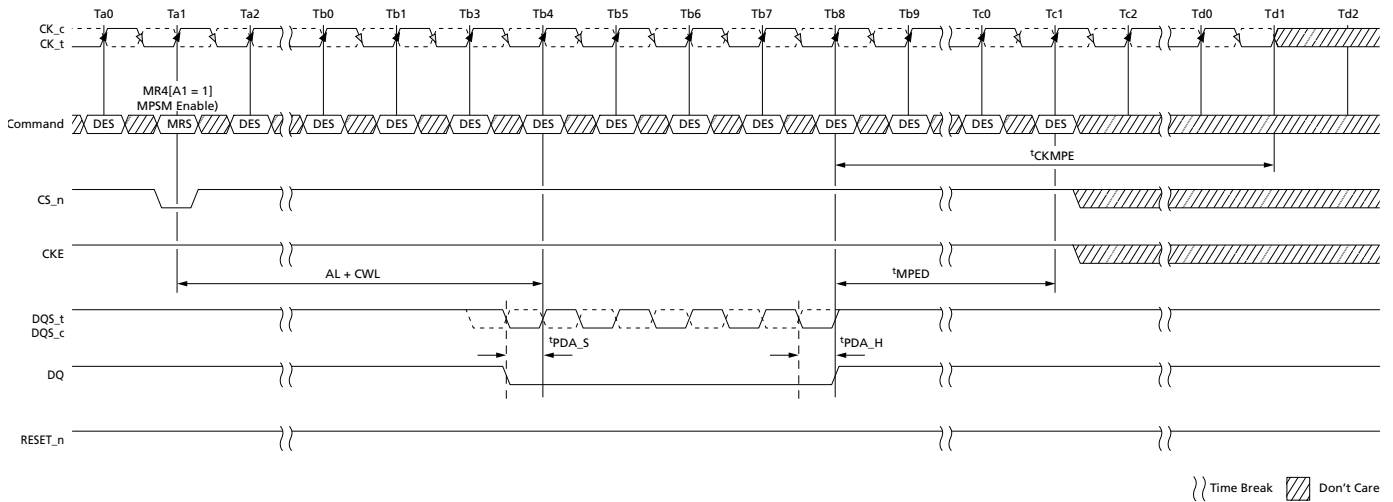 Ta0 Ta1 Ta2 Tb0 Tb1 Tb2 Tb3 Tb4 Tb5 Tb6 Tb7 Tb8 Tb9 Tc0 Tc1 Tc2 Td0 Td1 Td2
CK_c
CK_t
MR4[A1 = 1]
MPSM Enable)
Command DES MRS DES DES DES DES DES DES DES DES DES DES DES DES
tCKMPE
CS_n
CKE
AL + CWL tMPED
DQS_t
DQS_c
tPDA_S tPDA_H
DQ
RESET_n
Time Break Don't Care